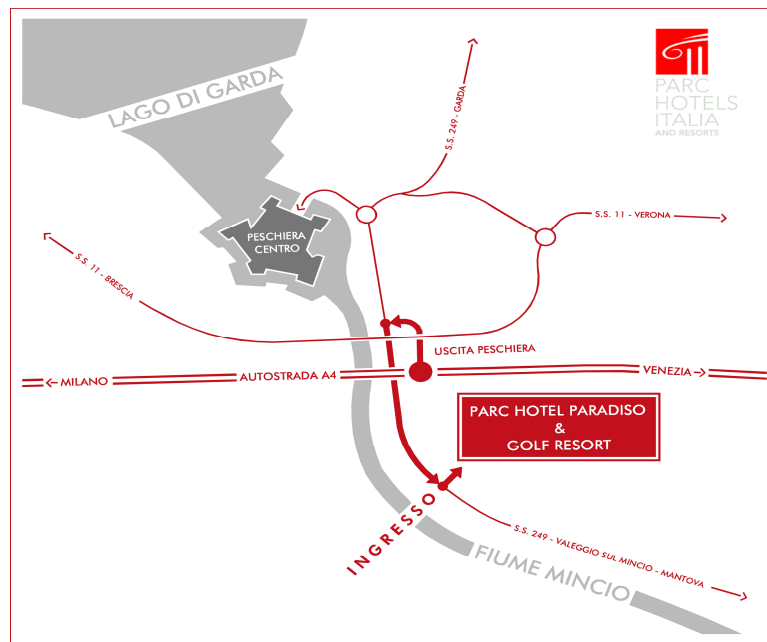 LAGO DI GARDA
S.S. 249 - GARDA
PARC
HOTELS
ITALIA
AND RESORTS
PESCHIERA
CENTRO
S.S. 11 - VERONA
S.S. 11 - BRESCIA
USCITA PESCHIERA
MILANO
AUTOSTRADA A4
VENEZIA
PARC HOTEL PARADISO
&
GOLF RESORT
INGRESSO
S.S. 249 - VALEGGIO SUL MINCIO - MANTOVA
FIUME MINCIO